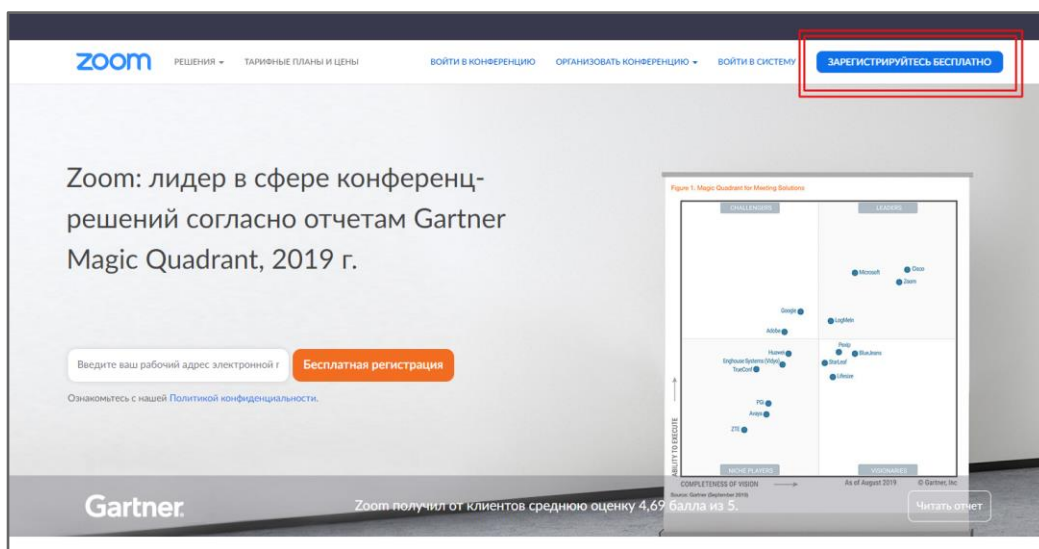 zoom
РЕШЕНИЯ
ТАРИФНЫЕ ПЛАНЫ И ЦЕНЫ
ВОЙТИ В КОНФЕРЕНЦИЮ
ОРГАНИЗОВАТЬ КОНФЕРЕНЦИЮ
ВОЙТИ В СИСТЕМУ
ЗАРЕГИСТРИРУЙТЕСЬ БЕСПЛАТНО
Zoom: лидер в сфере конференц-
решений согласно отчетам Gartner
Magic Quadrant, 2019 г.
Введите ваш рабочий адрес электронной г
Бесплатная регистрация
Ознакомьтесь с нашей Политикой конфиденциальности.
Figure 1. Magic Quadrant for Meeting Solutions
CHALLENGERS
LEADERS
Microsoft
Cisco
Zoom
Google
LogMeIn
Adobe
Pexip
Huawei
BlueJeans
Enghouse Systems (Vidyo)
StarLeaf
TrueConf
Lifesize
PGi
Avaya
ZTE
ABILITY TO EXECUTE
NICHE PLAYERS
VISIONARIES
COMPLETENESS OF VISION
As of August 2019
© Gartner, Inc
Source: Gartner (September 2019)
Gartner.
Zoom получил от клиентов среднюю оценку 4,69 балла из 5.
Читать отчет